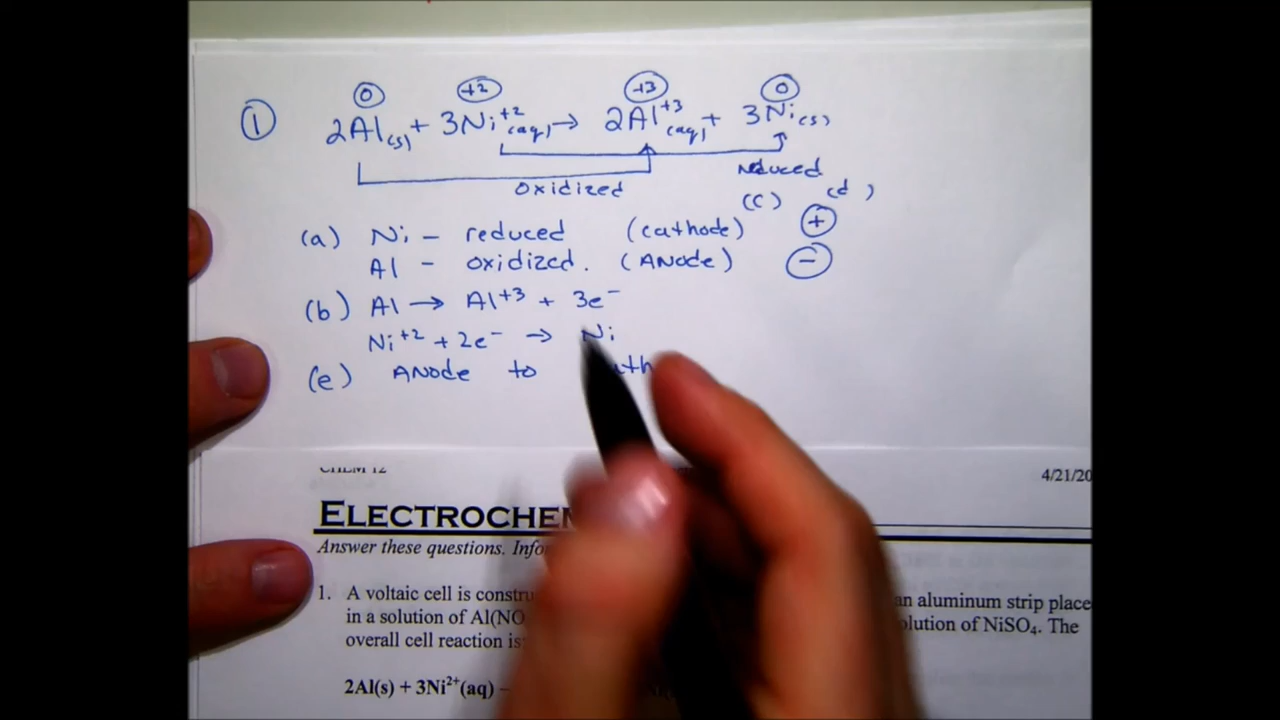 0 +2 +3 0
① 2Al(s) + 3Ni+2(aq) → 2Al+3(aq) + 3Ni(s)
reduced
oxidized
(c) (d)
(a) Ni - reduced (cathode) +
Al - oxidized. (ANode) -
(b) Al → Al+3 + 3e-
Ni+2 + 2e- → Ni
(e) ANode to
CHEM 12 4/21/20
ELECTROCHEM
Answer these questions.
1. A voltaic cell is an aluminum strip place
in a solution of Al(NO olution of NiSO4. The
overall cell reaction is
2Al(s) + 3Ni2+(aq)